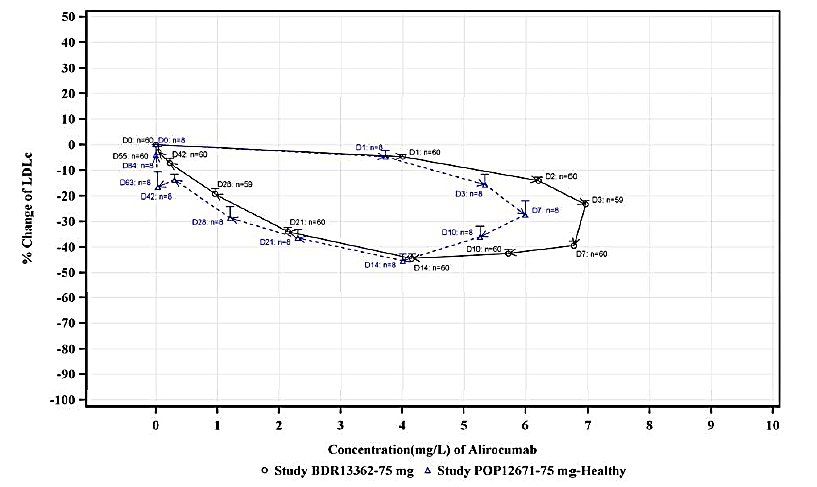 50
40
30
20
10
0
-10
-20
-30
-40
-50
-60
-70
-80
-90
-100
% Change of LDLc
D0: n=60 D0: n=8
D1: n=8
D1: n=60
D55: n=60
D42: n=60
D84: n=8
D2: n=60
D63: n=8
D28: n=59
D3: n=8
D42: n=8
D3: n=59
D7: n=8
D28: n=8
D21: n=60
D10: n=8
D21: n=8
D10: n=60
D7: n=60
D14: n=8
D14: n=60
0 1 2 3 4 5 6 7 8 9 10
Concentration(mg/L) of Alirocumab
Study BDR13362-75 mg Study POP12671-75 mg-Healthy